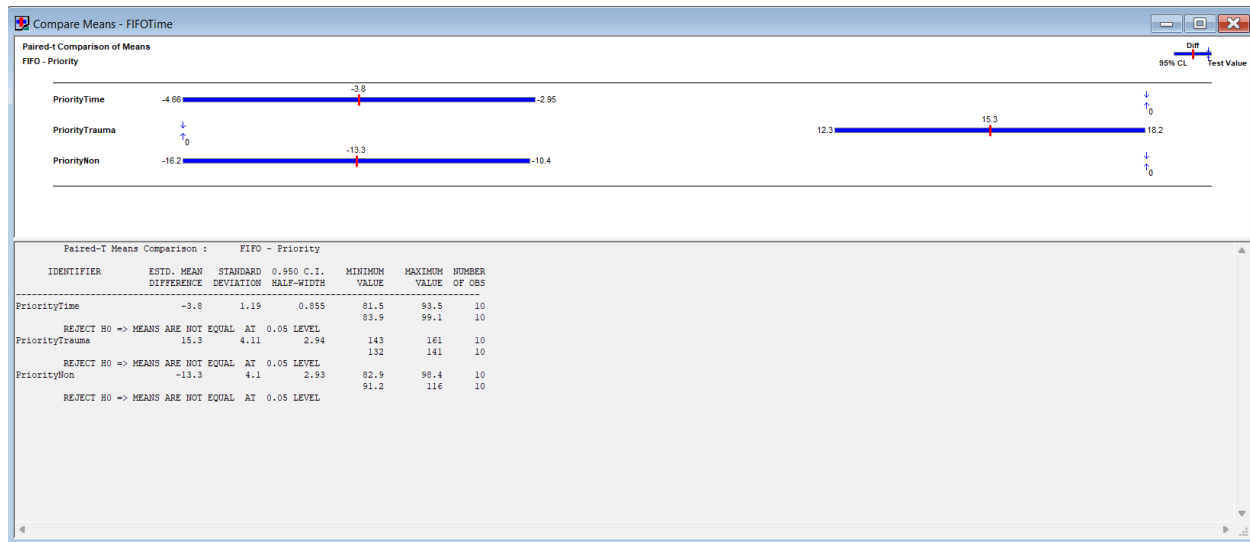 Compare Means - FIFOTime
Paired-t Comparison of Means
FIFO - Priority
Diff
95% CL Test Value
-3.8
PriorityTime -4.66 -2.95
0
15.3
PriorityTrauma 12.3 18.2
0
-13.3
PriorityNon -16.2 -10.4
0
Paired-T Means Comparison : FIFO - Priority
IDENTIFIER ESTD. MEAN STANDARD 0.950 C.I. MINIMUM MAXIMUM NUMBER
DIFFERENCE DEVIATION HALF-WIDTH VALUE VALUE OF OBS
PriorityTime -3.8 1.19 0.855 81.5 93.5 10
83.9 99.1 10
REJECT H0 => MEANS ARE NOT EQUAL AT 0.05 LEVEL
PriorityTrauma 15.3 4.11 2.94 143 161 10
132 141 10
REJECT H0 => MEANS ARE NOT EQUAL AT 0.05 LEVEL
PriorityNon -13.3 4.1 2.93 82.9 98.4 10
91.2 116 10
REJECT H0 => MEANS ARE NOT EQUAL AT 0.05 LEVEL